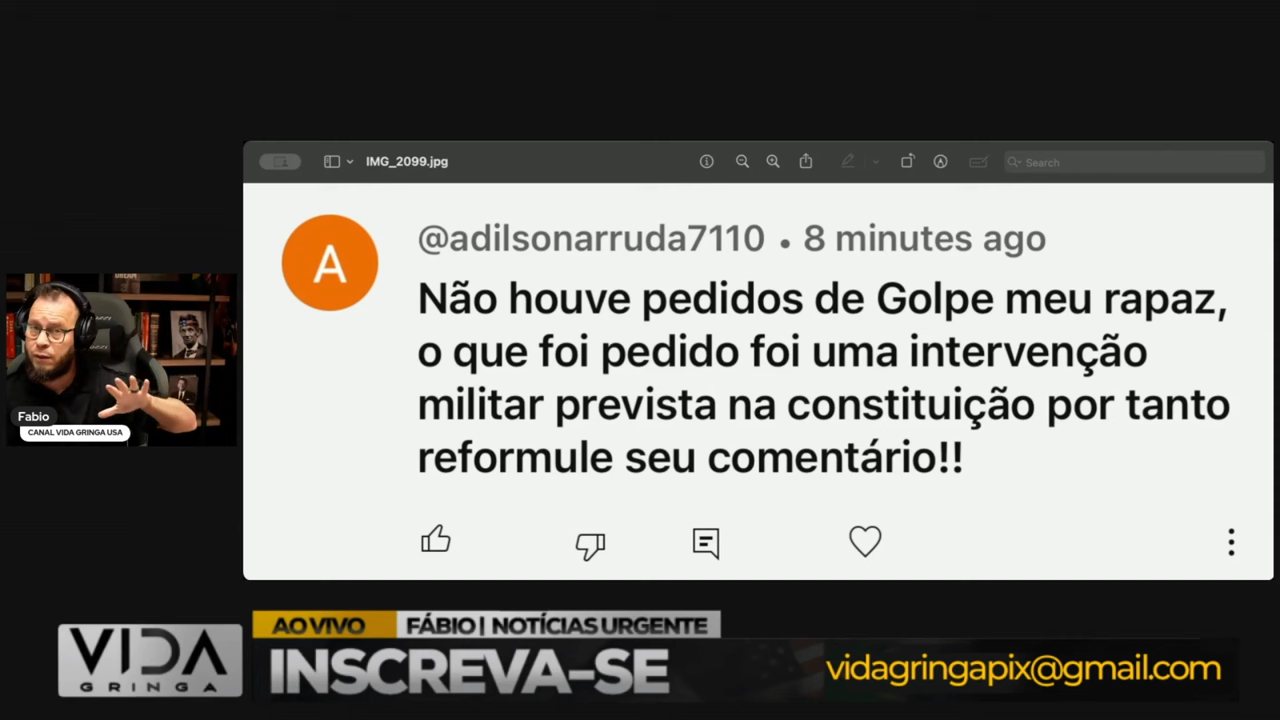 IMG_2099.jpg
Search
A
@adilsonarruda7110 • 8 minutes ago
Não houve pedidos de Golpe meu rapaz,
o que foi pedido foi uma intervenção
militar prevista na constituição por tanto
reformule seu comentário!!
Fabio
CANAL VIDA GRINGA USA
AO VIVO
FÁBIO | NOTÍCIAS URGENTE
VIDA
GRINGA
INSCREVA-SE
vidagringapix@gmail.com